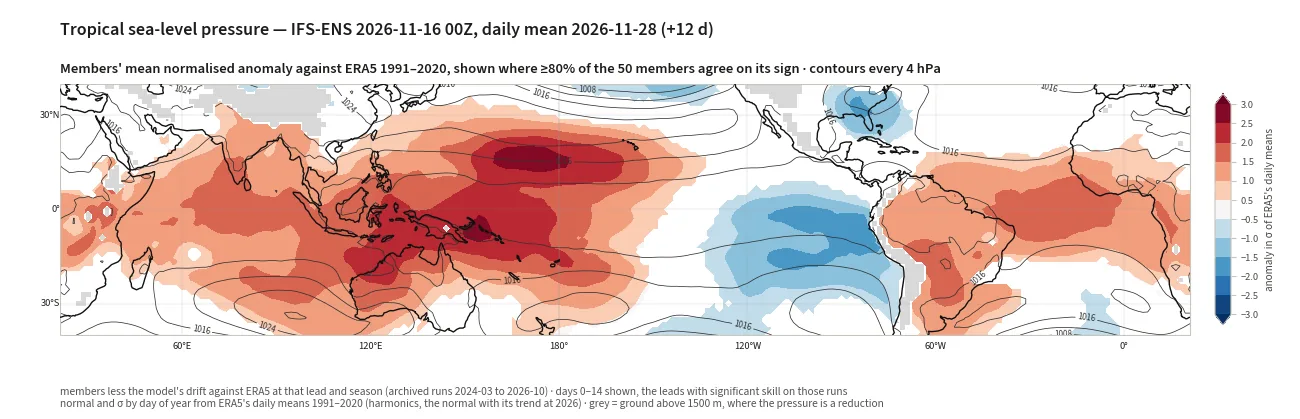 Tropical sea-level pressure — IFS-ENS 2026-11-16 00Z, daily mean 2026-11-28 (+12 d)
Members' mean normalised anomaly against ERA5 1991–2020, shown where ≥80% of the 50 members agree on its sign · contours every 4 hPa
1024
1016
1008
1024
1016
1016
1016
1016
1016
1016
1016
1024
1016
1016
1008
30°N
0°
30°S
60°E
120°E
180°
120°W
60°W
0°
3.0
2.5
2.0
1.5
1.0
0.5
−0.5
−1.0
−1.5
−2.0
−2.5
−3.0
anomaly in σ of ERA5's daily means
members less the model's drift against ERA5 at that lead and season (archived runs 2024-03 to 2026-10) · days 0–14 shown, the leads with significant skill on those runs
normal and σ by day of year from ERA5's daily means 1991–2020 (harmonics, the normal with its trend at 2026) · grey = ground above 1500 m, where the pressure is a reduction